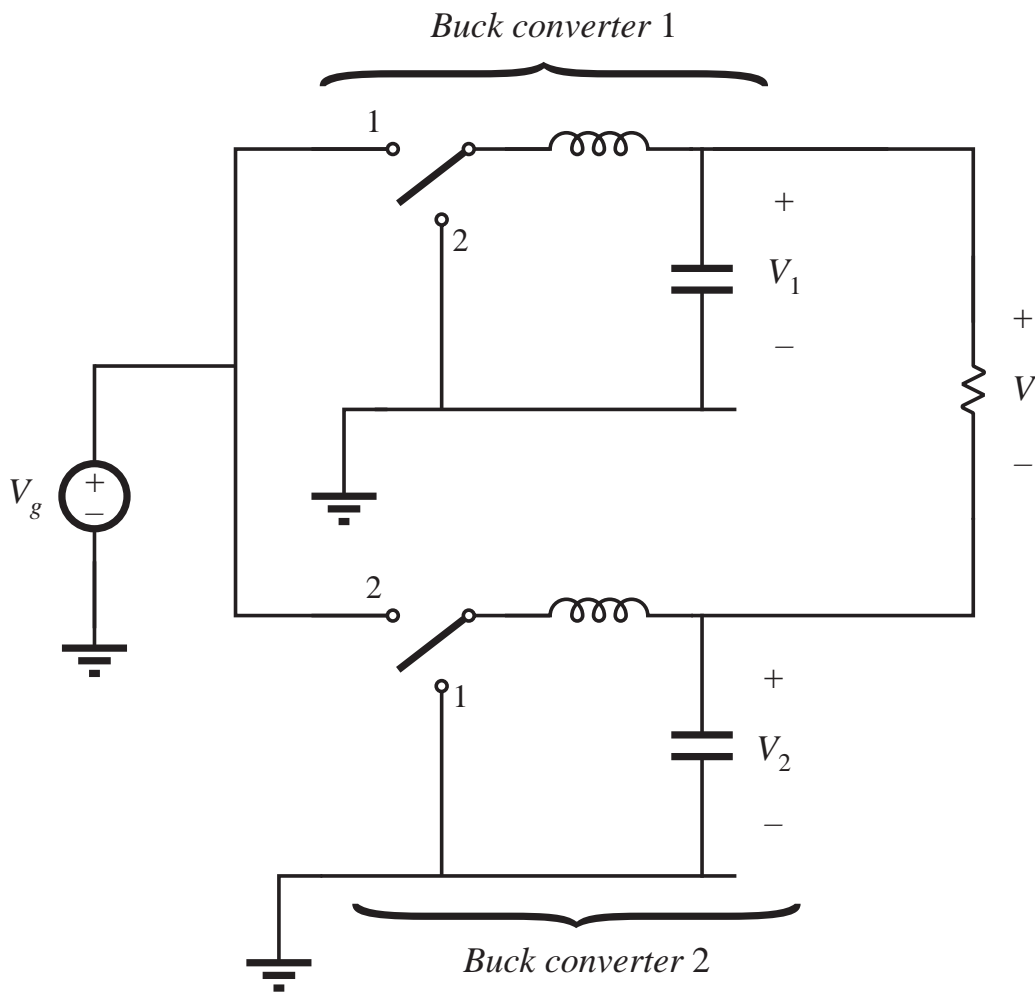 Buck converter 1
1
2
+
V1
–
+
V
–
Vg
+
–
2
1
+
V2
–
Buck converter 2